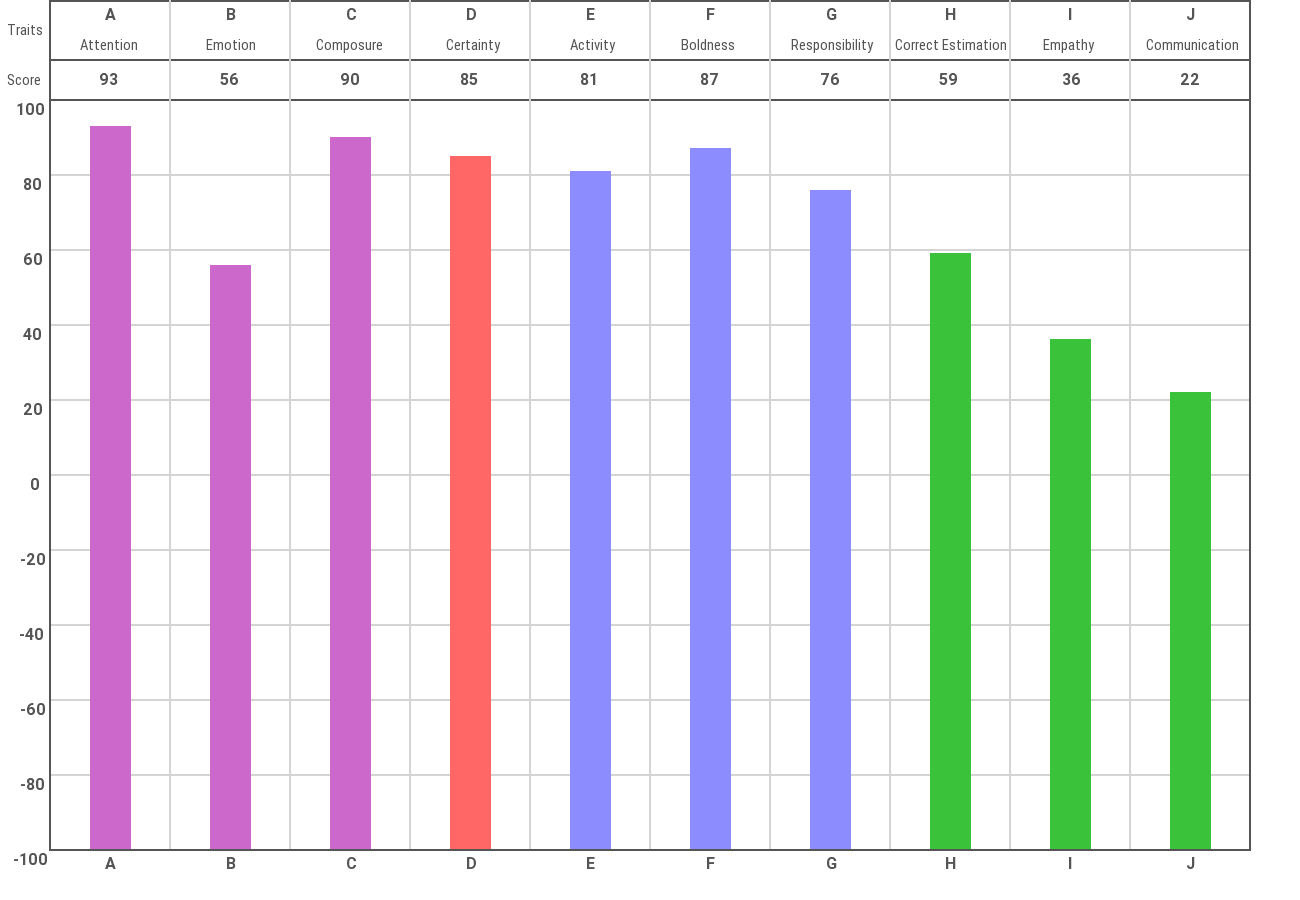 Traits A B C D E F G H I J
Attention Emotion Composure Certainty Activity Boldness Responsibility Correct Estimation Empathy Communication
Score 93 56 90 85 81 87 76 59 36 22
100
80
60
40
20
0
-20
-40
-60
-80
-100
A B C D E F G H I J